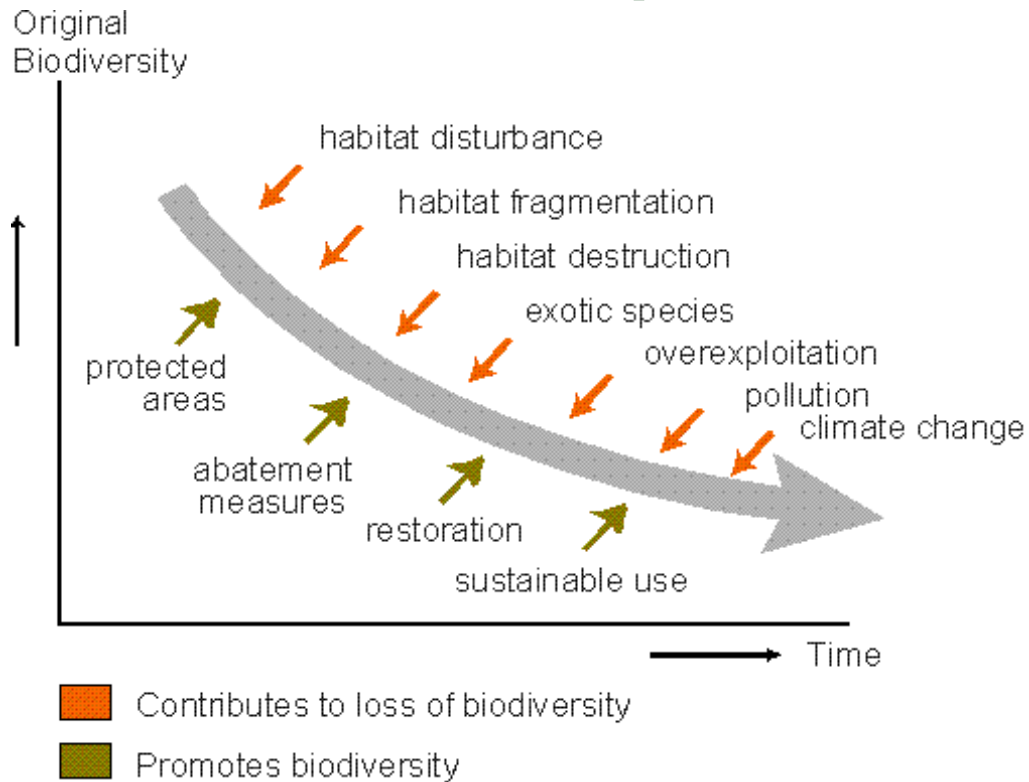 Original
Biodiversity
habitat disturbance
habitat fragmentation
habitat destruction
exotic species
overexploitation
pollution
climate change
protected
areas
abatement
measures
restoration
sustainable use
Time
Contributes to loss of biodiversity
Promotes biodiversity